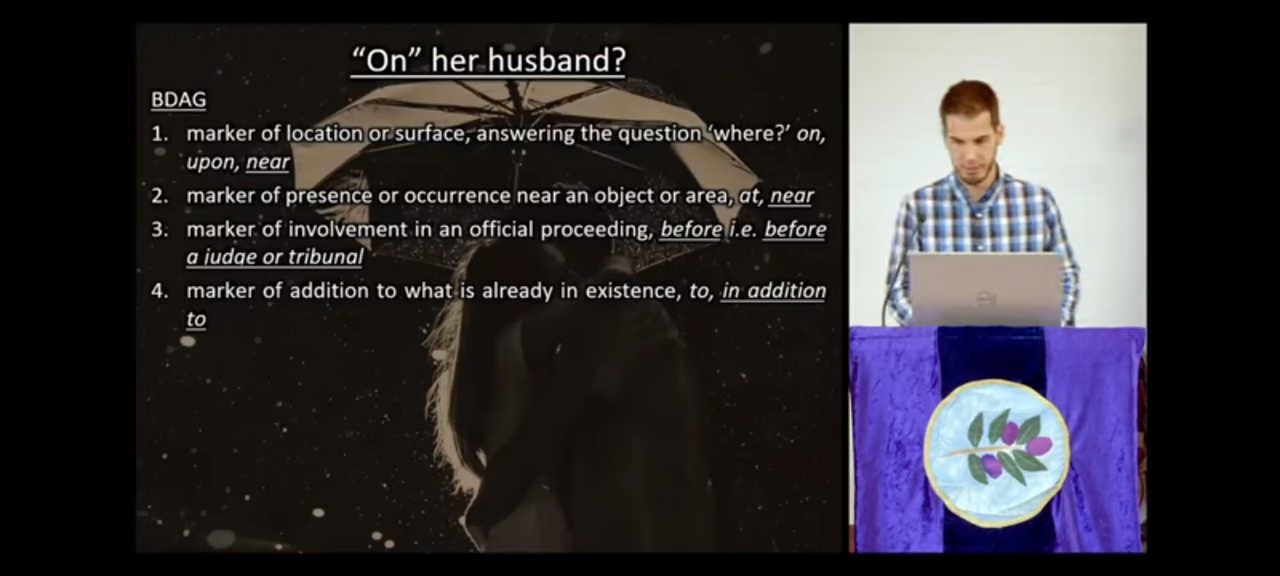 “On” her husband?
BDAG
1. marker of location or surface, answering the question ‘where?’ on,
upon, near
2. marker of presence or occurrence near an object or area, at, near
3. marker of involvement in an official proceeding, before i.e. before
a judge or tribunal
4. marker of addition to what is already in existence, to, in addition
to
DELL